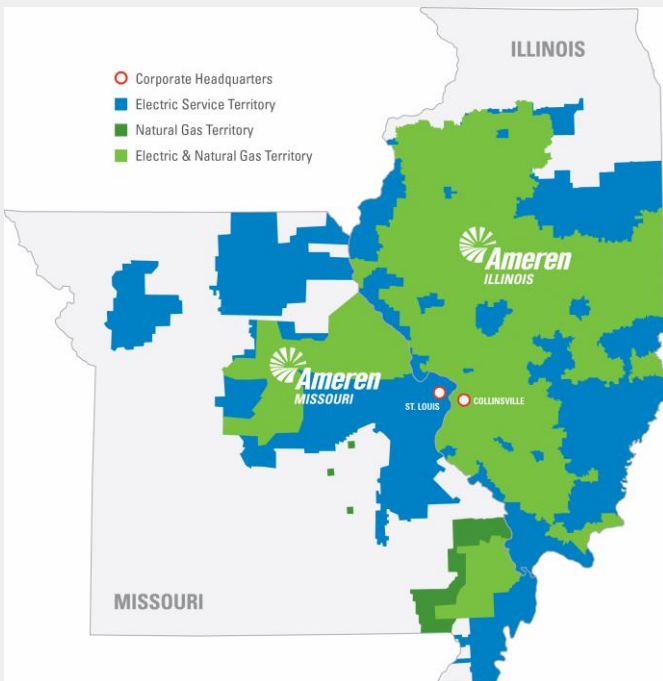 ILLINOIS
Corporate Headquarters
Electric Service Territory
Natural Gas Territory
Electric & Natural Gas Territory
Ameren
ILLINOIS
Ameren
MISSOURI
ST. LOUIS
COLLINSVILLE
MISSOURI